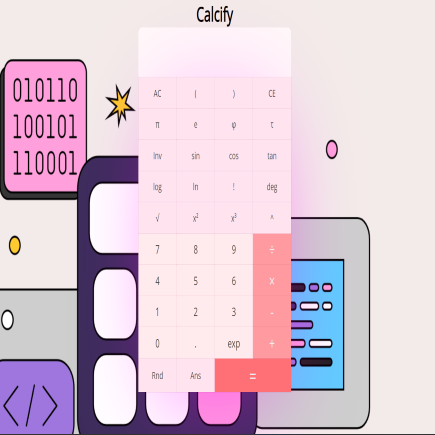 Calcify
010110
100101
110001
AC ( ) CE
π e φ τ
Inv sin cos tan
log ln ! deg
√ x² x³ ^
7 8 9 ÷
4 5 6 ×
1 2 3 -
0 . exp +
Rnd Ans =
</>